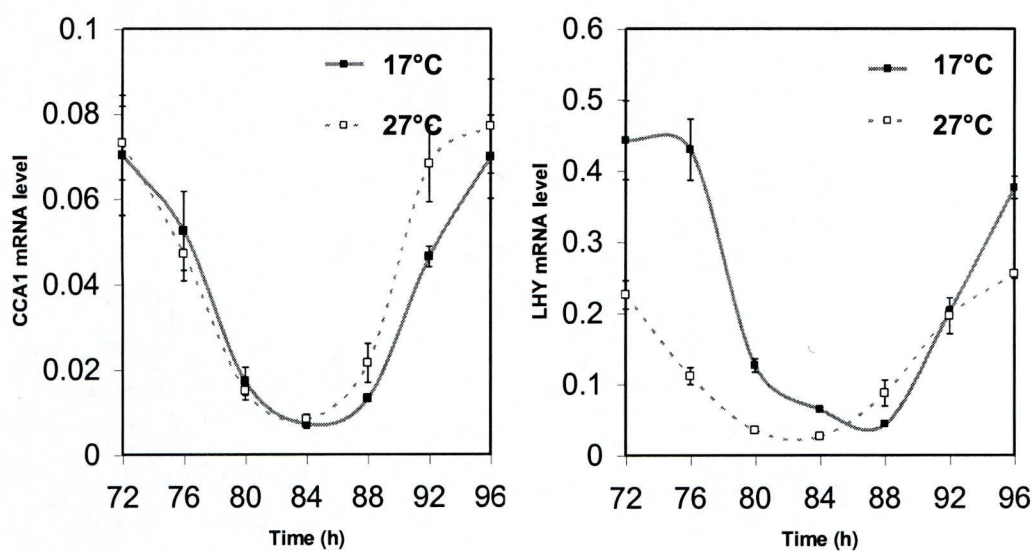 0.1
0.08
0.06
0.04
0.02
0
CCA1 mRNA level
17°C
27°C
72 76 80 84 88 92 96
Time (h)
0.6
0.5
0.4
0.3
0.2
0.1
0
LHY mRNA level
17°C
27°C
72 76 80 84 88 92 96
Time (h)